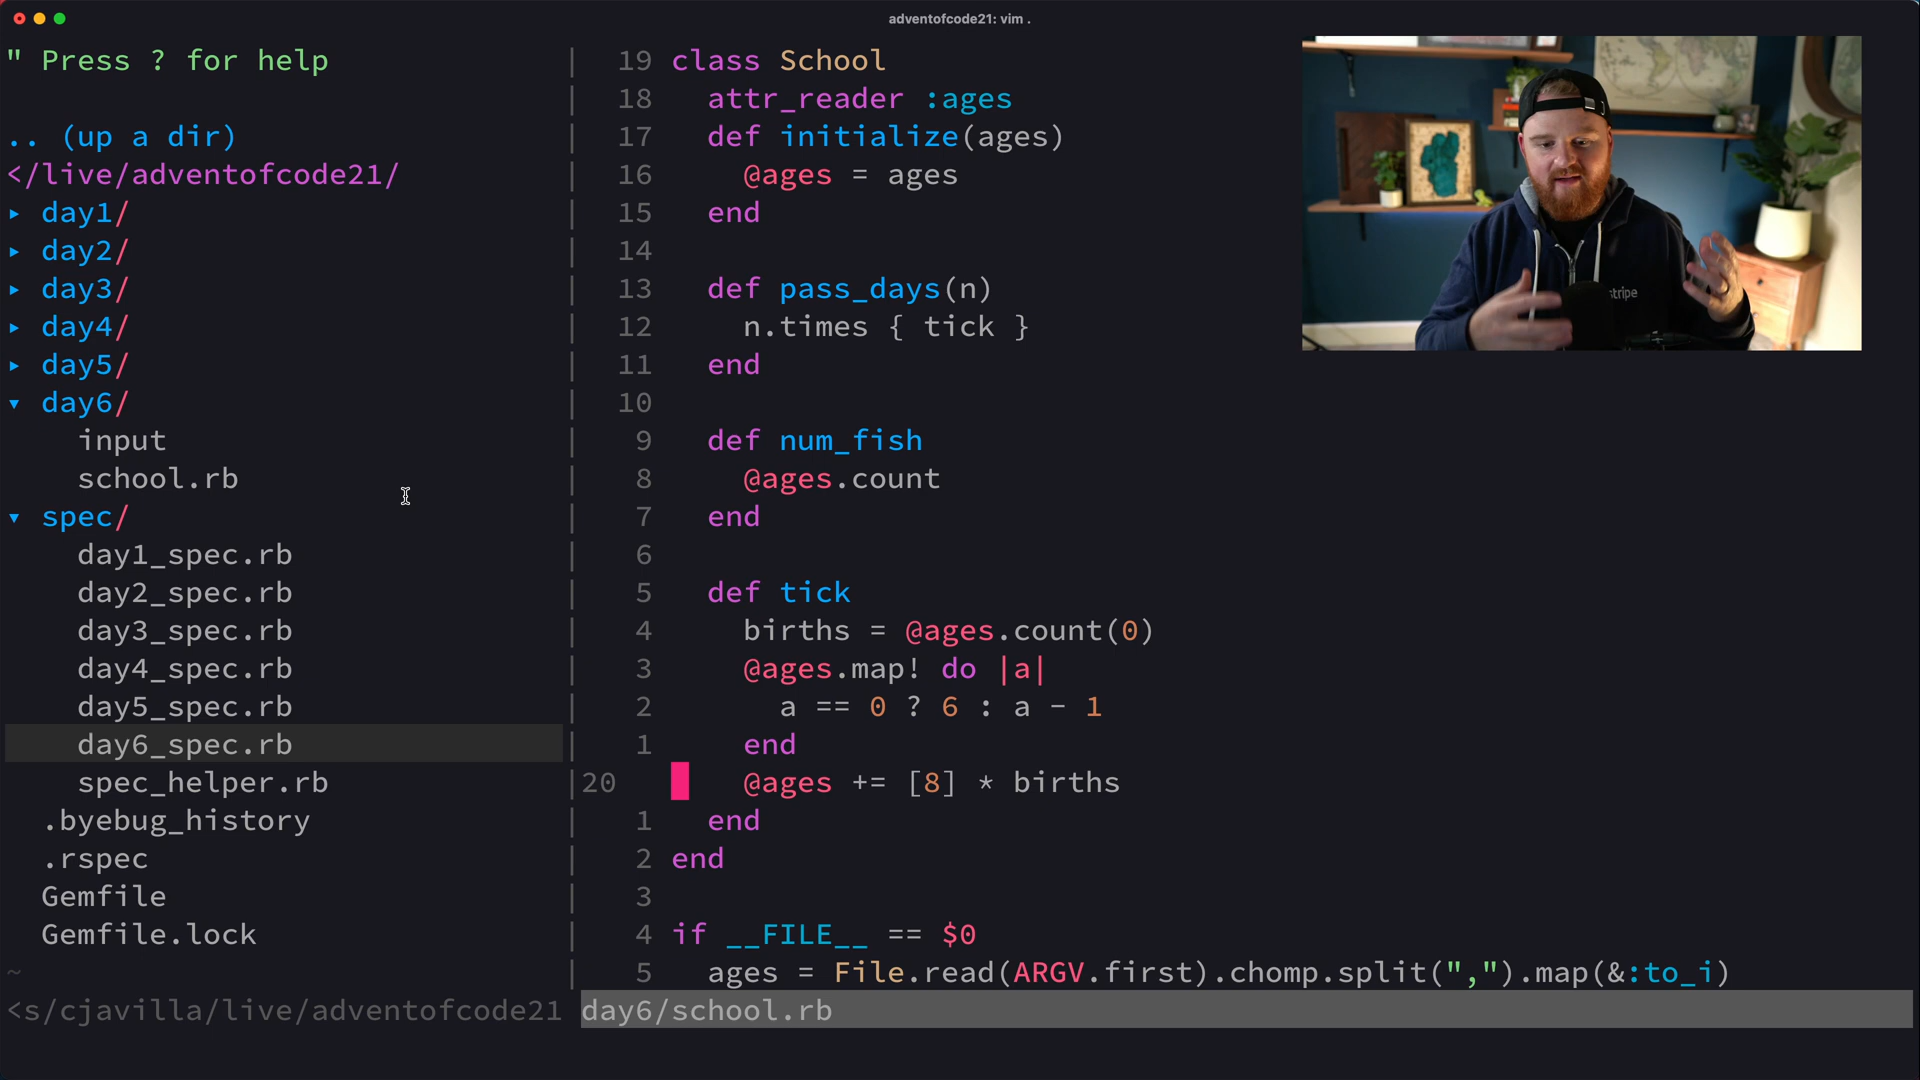 adventofcode21: vim .
" Press ? for help
.. (up a dir)
</live/adventofcode21/
▸ day1/
▸ day2/
▸ day3/
▸ day4/
▸ day5/
▾ day6/
input
school.rb
▾ spec/
day1_spec.rb
day2_spec.rb
day3_spec.rb
day4_spec.rb
day5_spec.rb
day6_spec.rb
spec_helper.rb
.byebug_history
.rspec
Gemfile
Gemfile.lock
~
<s/cjavilla/live/adventofcode21
19 class School
18   attr_reader :ages
17   def initialize(ages)
16     @ages = ages
15   end
14
13   def pass_days(n)
12     n.times { tick }
11   end
10
9   def num_fish
8     @ages.count
7   end
6
5   def tick
4     births = @ages.count(0)
3     @ages.map! do |a|
2       a == 0 ? 6 : a - 1
1     end
20     @ages += [8] * births
1   end
2 end
3
4 if __FILE__ == $0
5   ages = File.read(ARGV.first).chomp.split(",").map(&:to_i)
day6/school.rb
stripe